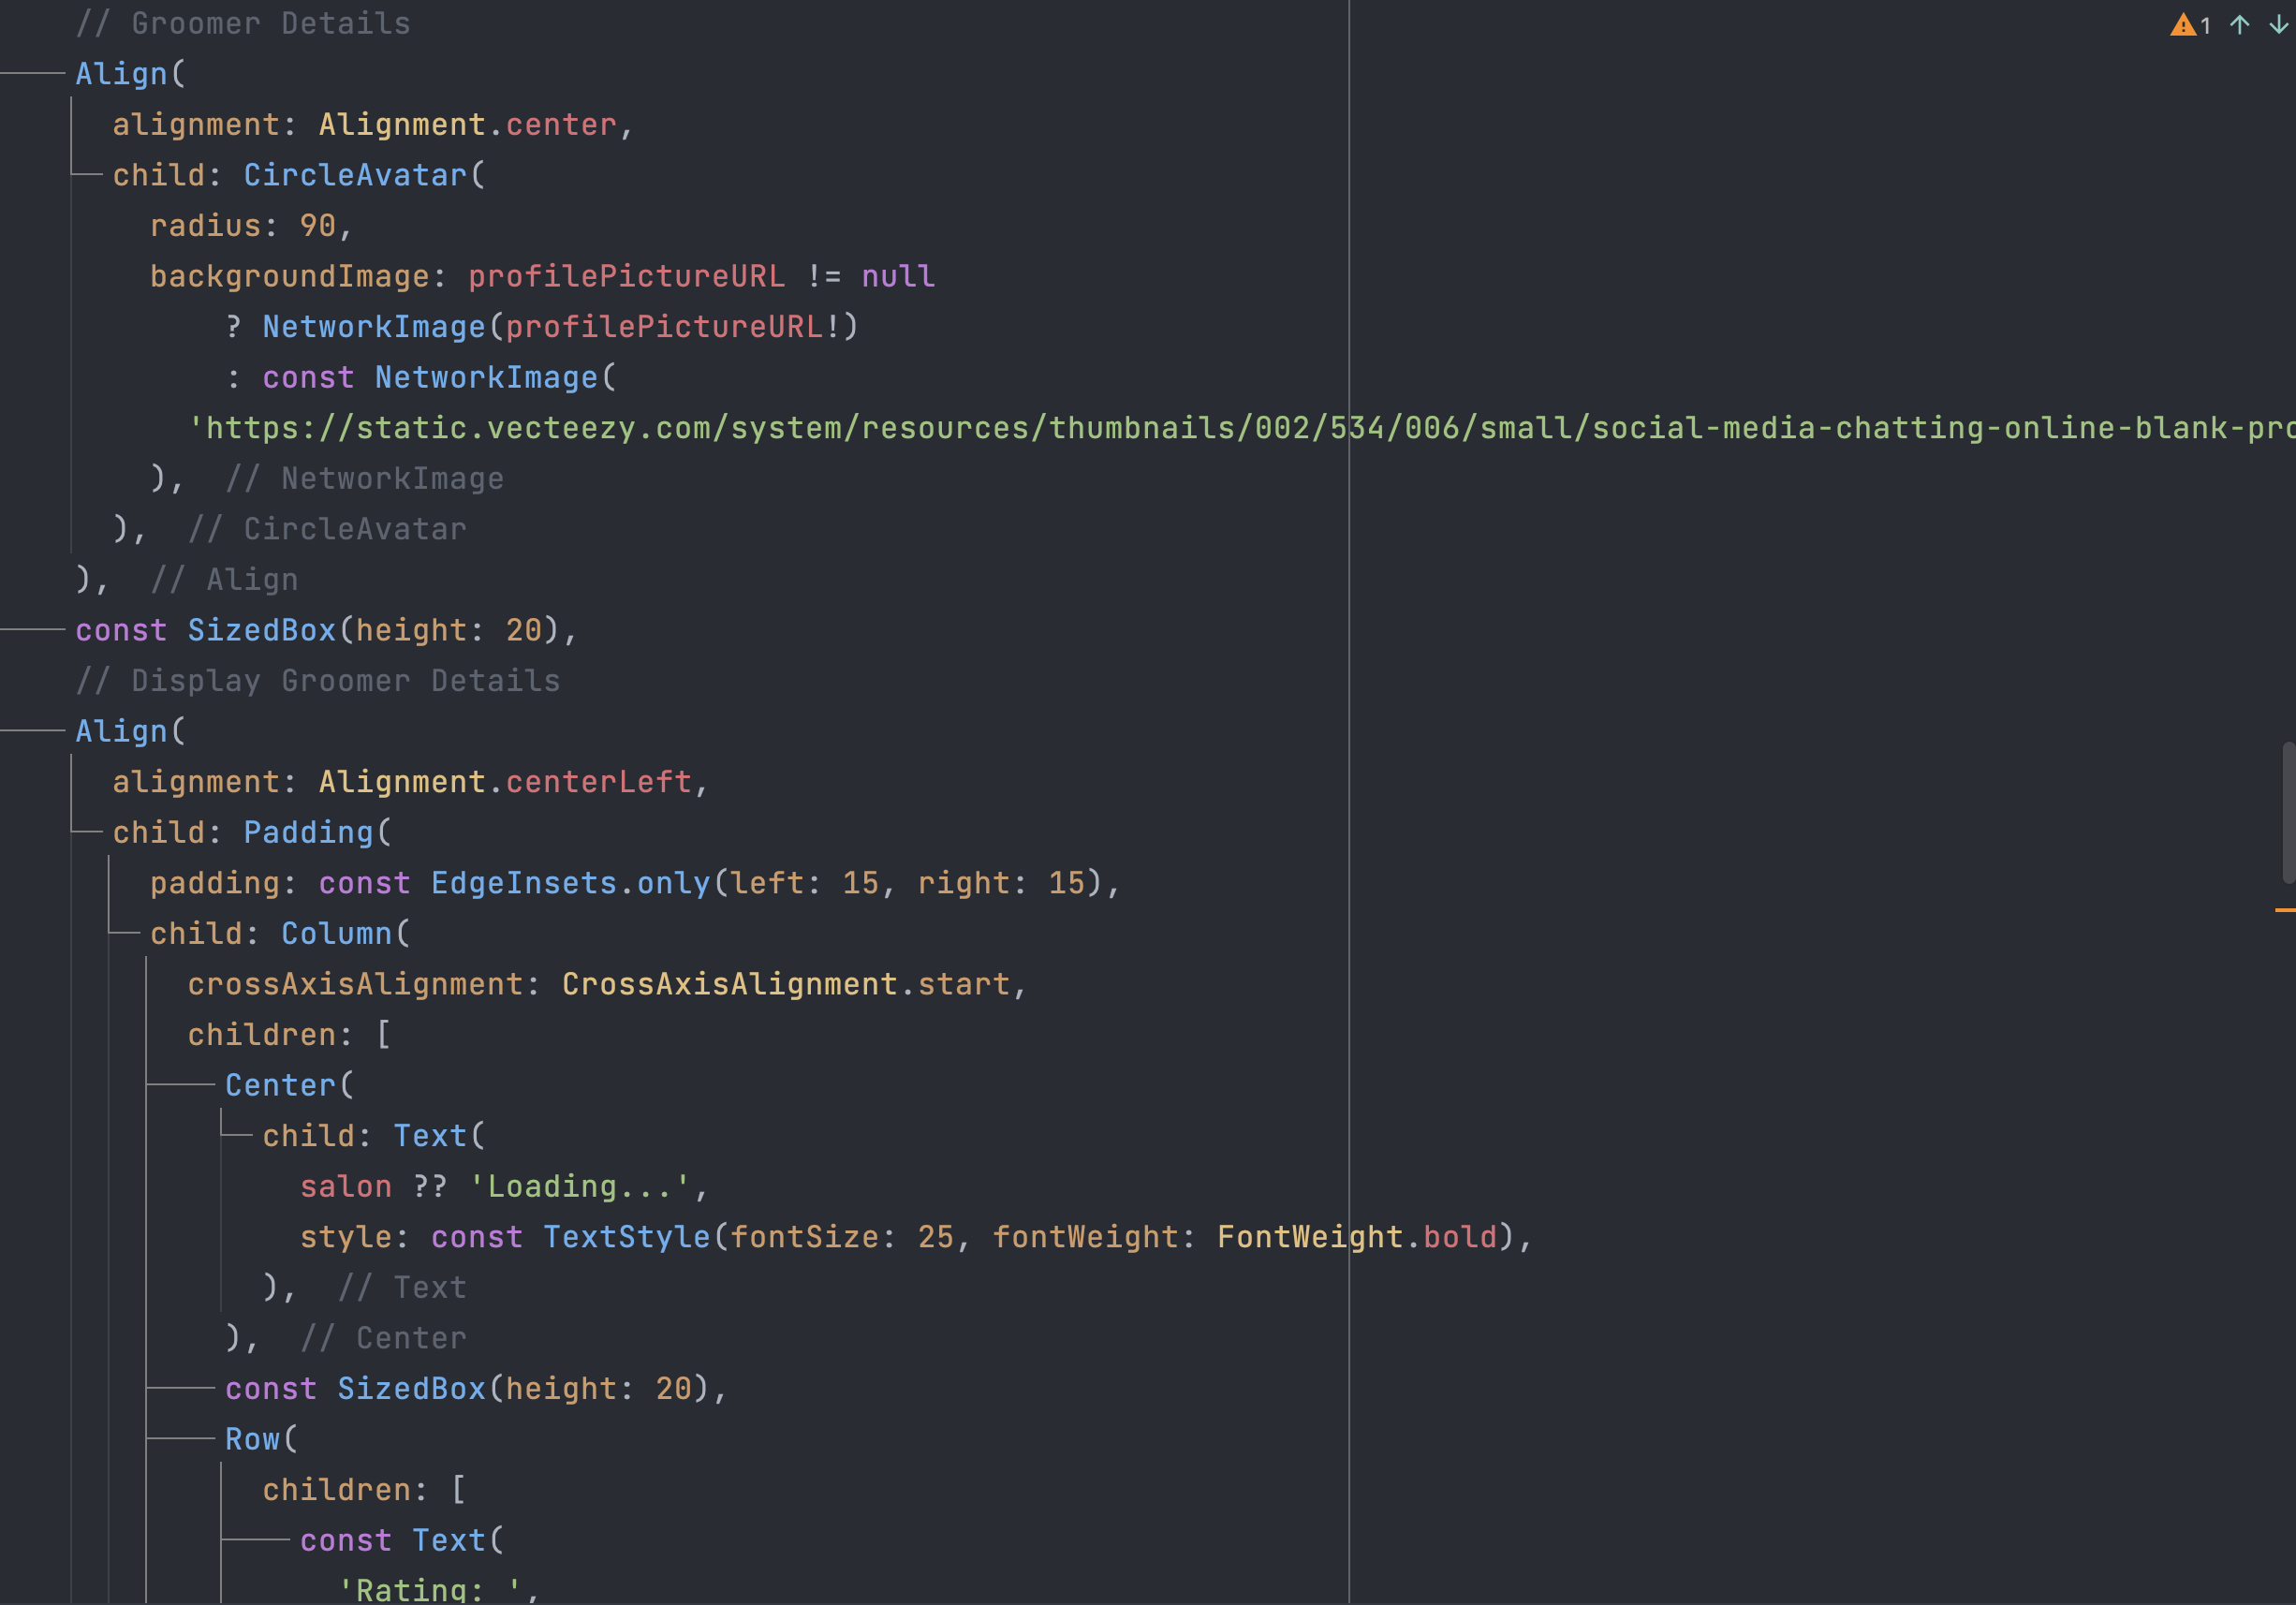 // Groomer Details
1
Align(
alignment: Alignment.center,
child: CircleAvatar(
radius: 90,
backgroundImage: profilePictureURL != null
? NetworkImage(profilePictureURL!)
: const NetworkImage(
'https://static.vecteezy.com/system/resources/thumbnails/002/534/006/small/social-media-chatting-online-blank-pro
), // NetworkImage
), // CircleAvatar
), // Align
const SizedBox(height: 20),
// Display Groomer Details
Align(
alignment: Alignment.centerLeft,
child: Padding(
padding: const EdgeInsets.only(left: 15, right: 15),
child: Column(
crossAxisAlignment: CrossAxisAlignment.start,
children: [
Center(
child: Text(
salon ?? 'Loading...',
style: const TextStyle(fontSize: 25, fontWeight: FontWeight.bold),
), // Text
), // Center
const SizedBox(height: 20),
Row(
children: [
const Text(
'Rating: ',